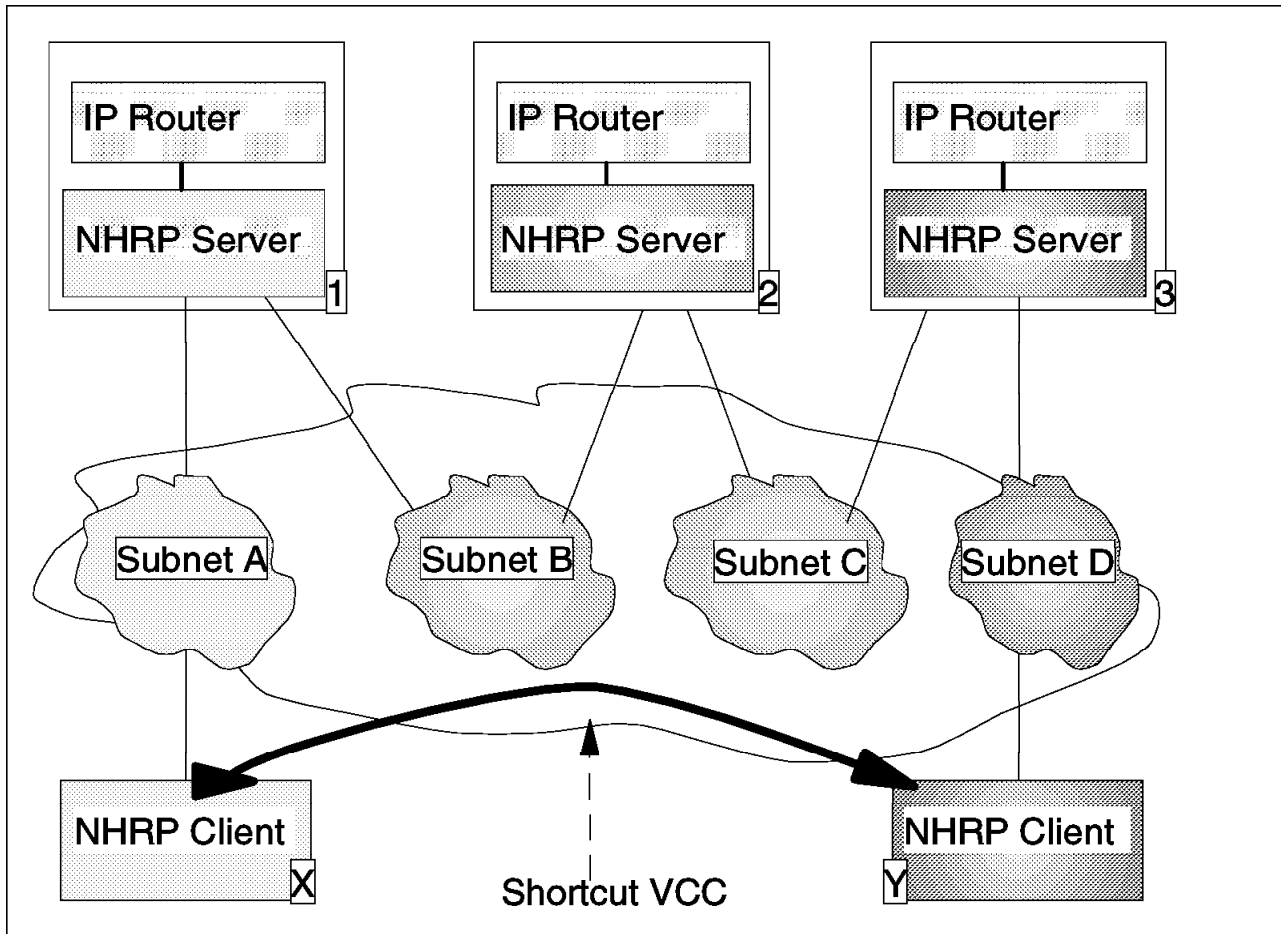 IP Router
IP Router
IP Router
NHRP Server
NHRP Server
NHRP Server
1
2
3
Subnet A
Subnet B
Subnet C
Subnet D
NHRP Client
NHRP Client
X
Y
Shortcut VCC